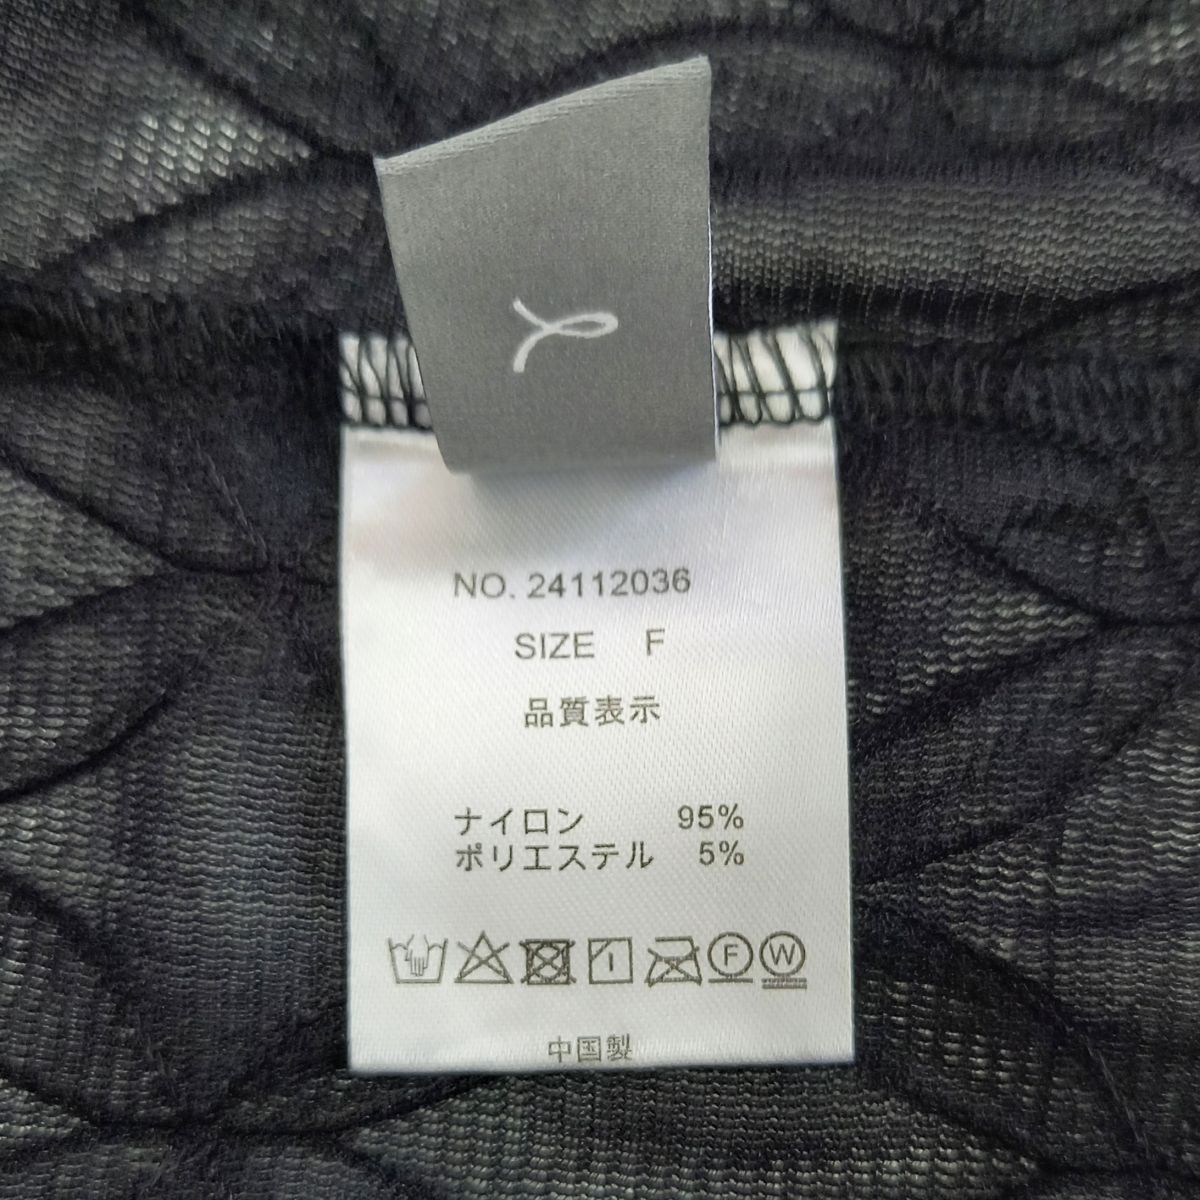 NO. 24112036
SIZE F
品質表示
ナイロン 95%
ポリエステル 5%
F W
中国製